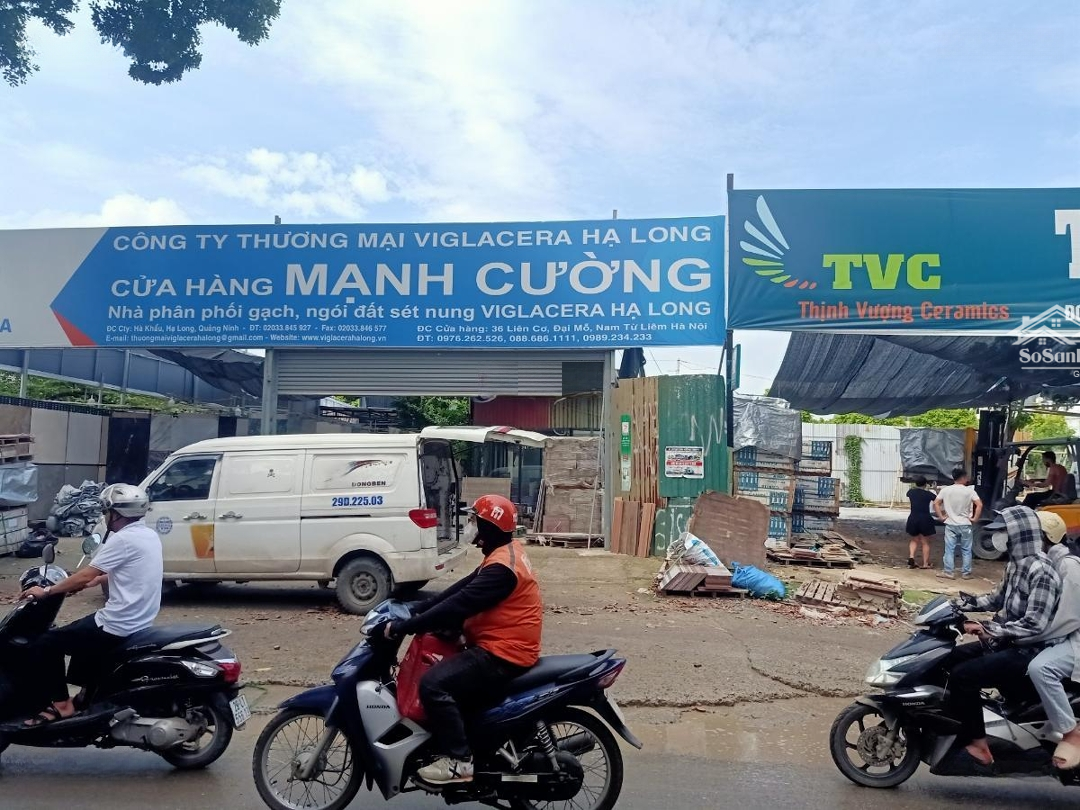 CÔNG TY THƯƠNG MẠI VIGLACERA HẠ LONG
CỬA HÀNG MẠNH CƯỜNG
Nhà phân phối gạch, ngói đất sét nung VIGLACERA HẠ LONG
ĐC Cty: Hà Khẩu, Hạ Long, Quảng Ninh - ĐT: 02033.845 927 - Fax: 02033.846 577
E-mail: thuongmaiviglacerahalong@gmail.com - Website: www.viglacerahalong.vn
ĐC Cửa hàng: 36 Liên Cơ, Đại Mỗ, Nam Từ Liêm Hà Nội
ĐT: 0976.262.526, 088.686.1111, 0989.234.233
TVC
Thịnh Vượng Ceramics
DONGBEN
DONGBEN
29D.225.03
HONDA
HONDA